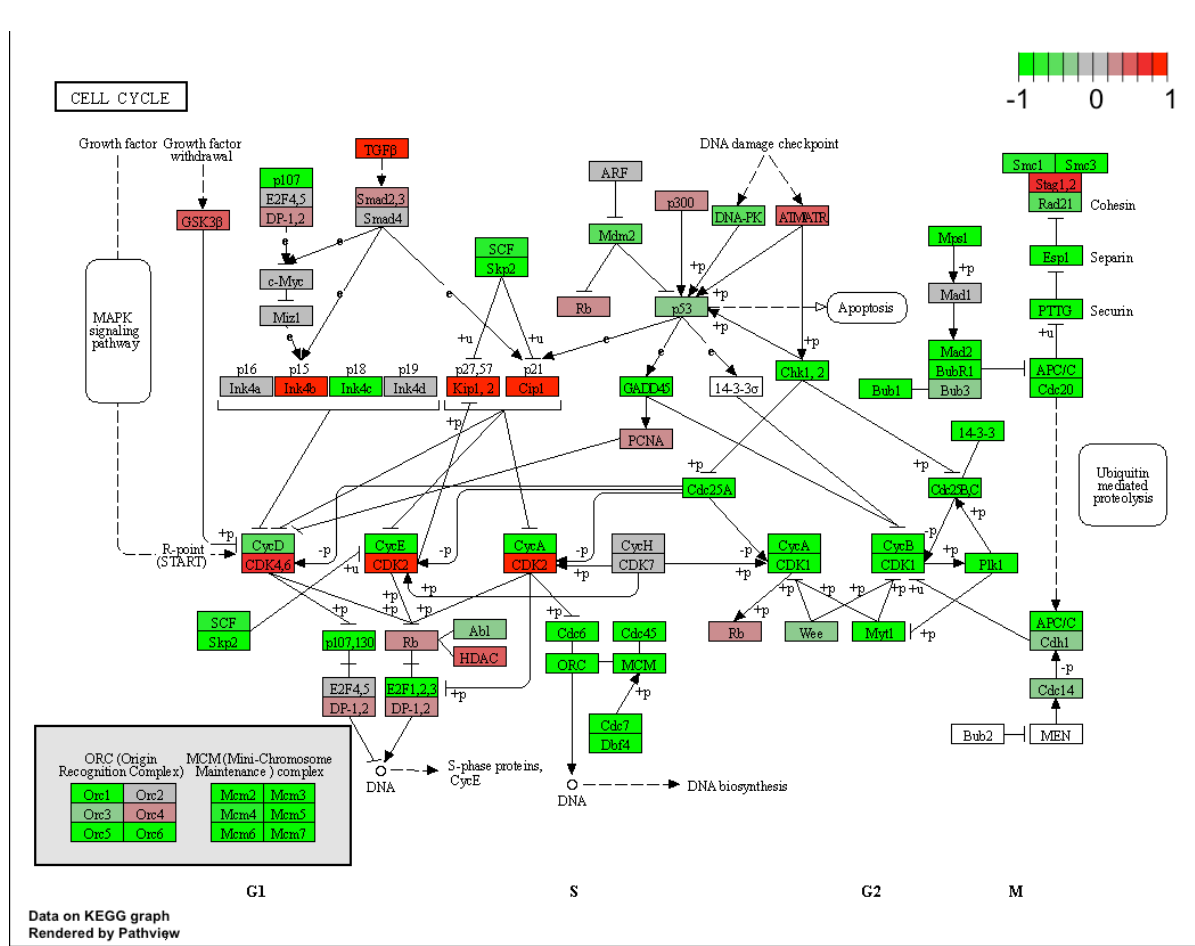 -1 0 1
CELL CYCLE
Growth factor
Growth factor
withdrawal
TGFβ
DNA damage checkpoint
Smc1 Smc3
Stag1,2
Rad21
Cohesin
p107
E2F4,5
DP-1,2
Smad2,3
Smad4
ARF
p300
DNA-PK
ATM/ATR
GSK3β
Mdm2
SCF
Skp2
Mps1
+p
Esp1
Separin
e
e
c-Myc
Miz1
e
e
e
Rb
p53
+p
+p
+p
Apoptosis
Mad1
PTTG
Securin
+u
MAPK
signaling
pathway
+u
+u
e
e
e
+p
Mad2
BubR1
Bub3
Bub1
APC/C
Cdc20
p16
Ink4a
p15
Ink4b
p18
Ink4c
p19
Ink4d
p27,57
Kip1, 2
p21
Cip1
GADD45
14-3-3σ
Chk1, 2
+p
PCNA
14-3-3
+p
+p
Cdc25A
Cdc25B,C
Ubiquitin
mediated
proteolysis
R-point
(START)
+p
CycD
CDK4,6
-p
CycE
CDK2
-p
CycA
CDK2
-p
+p
CycH
CDK7
-p
+p
CycA
CDK1
CycB
CDK1
-p
+p
+p
Plk1
+u
+p
+p
+p
+p
+p
+p
+p
+p
+u
+p
SCF
Skp2
p107,130
Rb
Abl
HDAC
Cdc6
Cdc45
ORC
MCM
Rb
Wee
Myt1
APC/C
Cdh1
-p
Cdc14
E2F4,5
DP-1,2
E2F1,2,3
DP-1,2
+p
+p
Cdc7
Dbf4
Bub2
MEN
DNA
S-phase proteins,
CycE
DNA
DNA biosynthesis
ORC (Origin
Recognition Complex)
MCM (Mini-Chromosome
Maintenance ) complex
Orc1 Orc2
Orc3 Orc4
Orc5 Orc6
Mcm2 Mcm3
Mcm4 Mcm5
Mcm6 Mcm7
G1 S G2 M
Data on KEGG graph
Rendered by Pathview